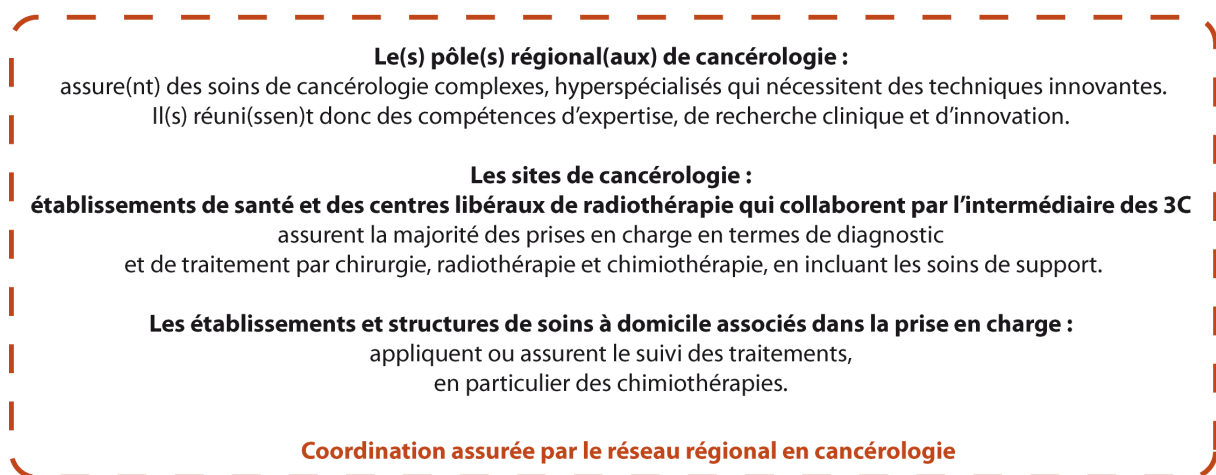 Le(s) pôle(s) régional(aux) de cancérologie :
assure(nt) des soins de cancérologie complexes, hyperspécialisés qui nécessitent des techniques innovantes.
Il(s) réuni(ssen)t donc des compétences d’expertise, de recherche clinique et d’innovation.
Les sites de cancérologie :
établissements de santé et des centres libéraux de radiothérapie qui collaborent par l’intermédiaire des 3C
assurent la majorité des prises en charge en termes de diagnostic
et de traitement par chirurgie, radiothérapie et chimiothérapie, en incluant les soins de support.
Les établissements et structures de soins à domicile associés dans la prise en charge :
appliquent ou assurent le suivi des traitements,
en particulier des chimiothérapies.
Coordination assurée par le réseau régional en cancérologie